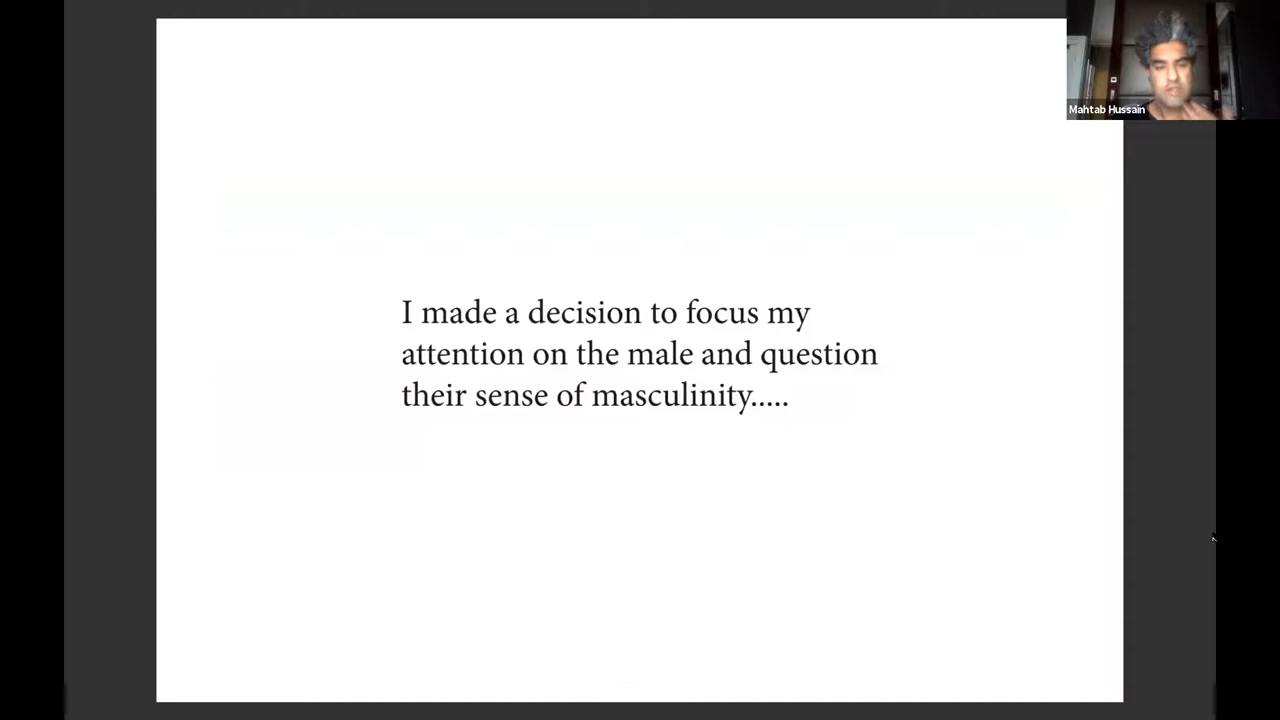 Mahtab Hussain
I made a decision to focus my
attention on the male and question
their sense of masculinity.....